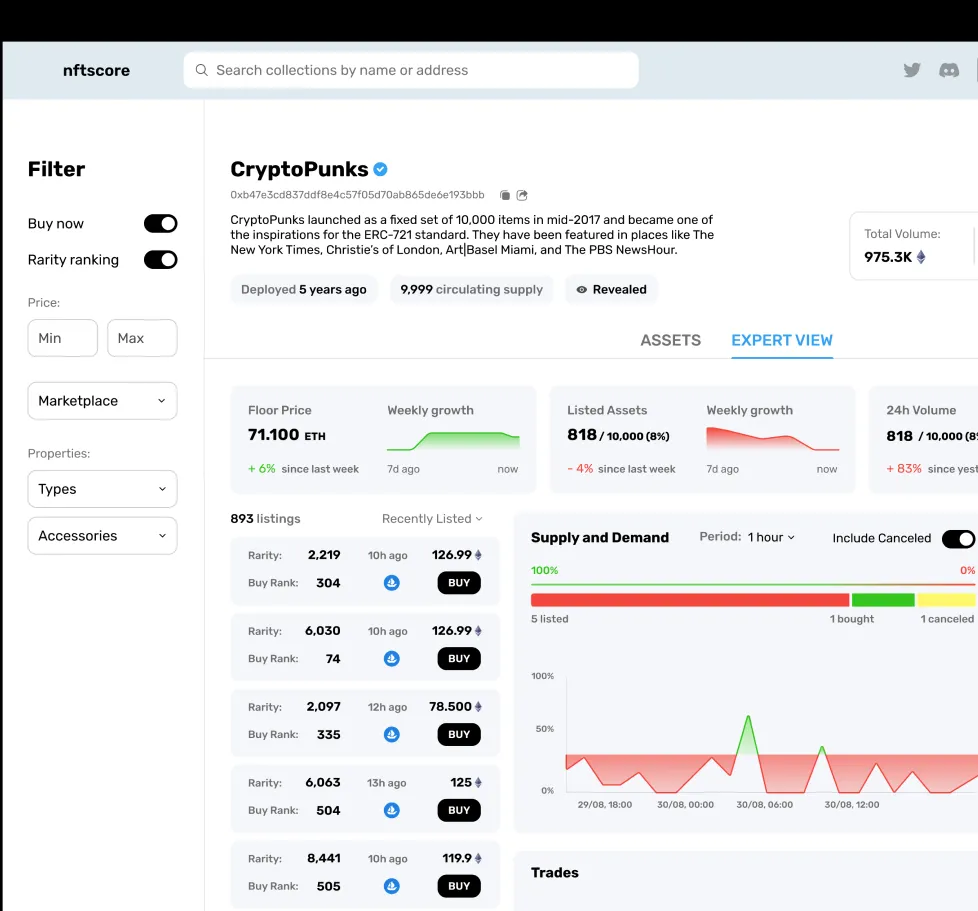 nftscore
Search collections by name or address
Filter
Buy now
Rarity ranking
Price:
Min
Max
Marketplace
Properties:
Types
Accessories
CryptoPunks
0xb47e3cd837ddf8e4c57f05d70ab865de6e193bbb
CryptoPunks launched as a fixed set of 10,000 items in mid-2017 and became one of
the inspirations for the ERC-721 standard. They have been featured in places like The
New York Times, Christie's of London, Art|Basel Miami, and The PBS NewsHour.
Deployed 5 years ago
9,999 circulating supply
Revealed
Total Volume:
975.3K
ASSETS
EXPERT VIEW
Floor Price
71.100 ETH
+ 6% since last week
Weekly growth
7d ago
now
Listed Assets
818 / 10,000 (8%)
- 4% since last week
Weekly growth
7d ago
now
24h Volume
818 / 10,000
+ 83% since
893 listings
Recently Listed
Rarity: 2,219 10h ago 126.99
Buy Rank: 304 BUY
Rarity: 6,030 10h ago 126.99
Buy Rank: 74 BUY
Rarity: 2,097 12h ago 78.500
Buy Rank: 335 BUY
Rarity: 6,063 13h ago 125
Buy Rank: 504 BUY
Rarity: 8,441 10h ago 119.9
Buy Rank: 505 BUY
Supply and Demand
Period: 1 hour
Include Canceled
100%
0%
5 listed
1 bought
1 canceled
100%
50%
0%
29/08, 18:00
30/08, 00:00
30/08, 06:00
30/08, 12:00
Trades